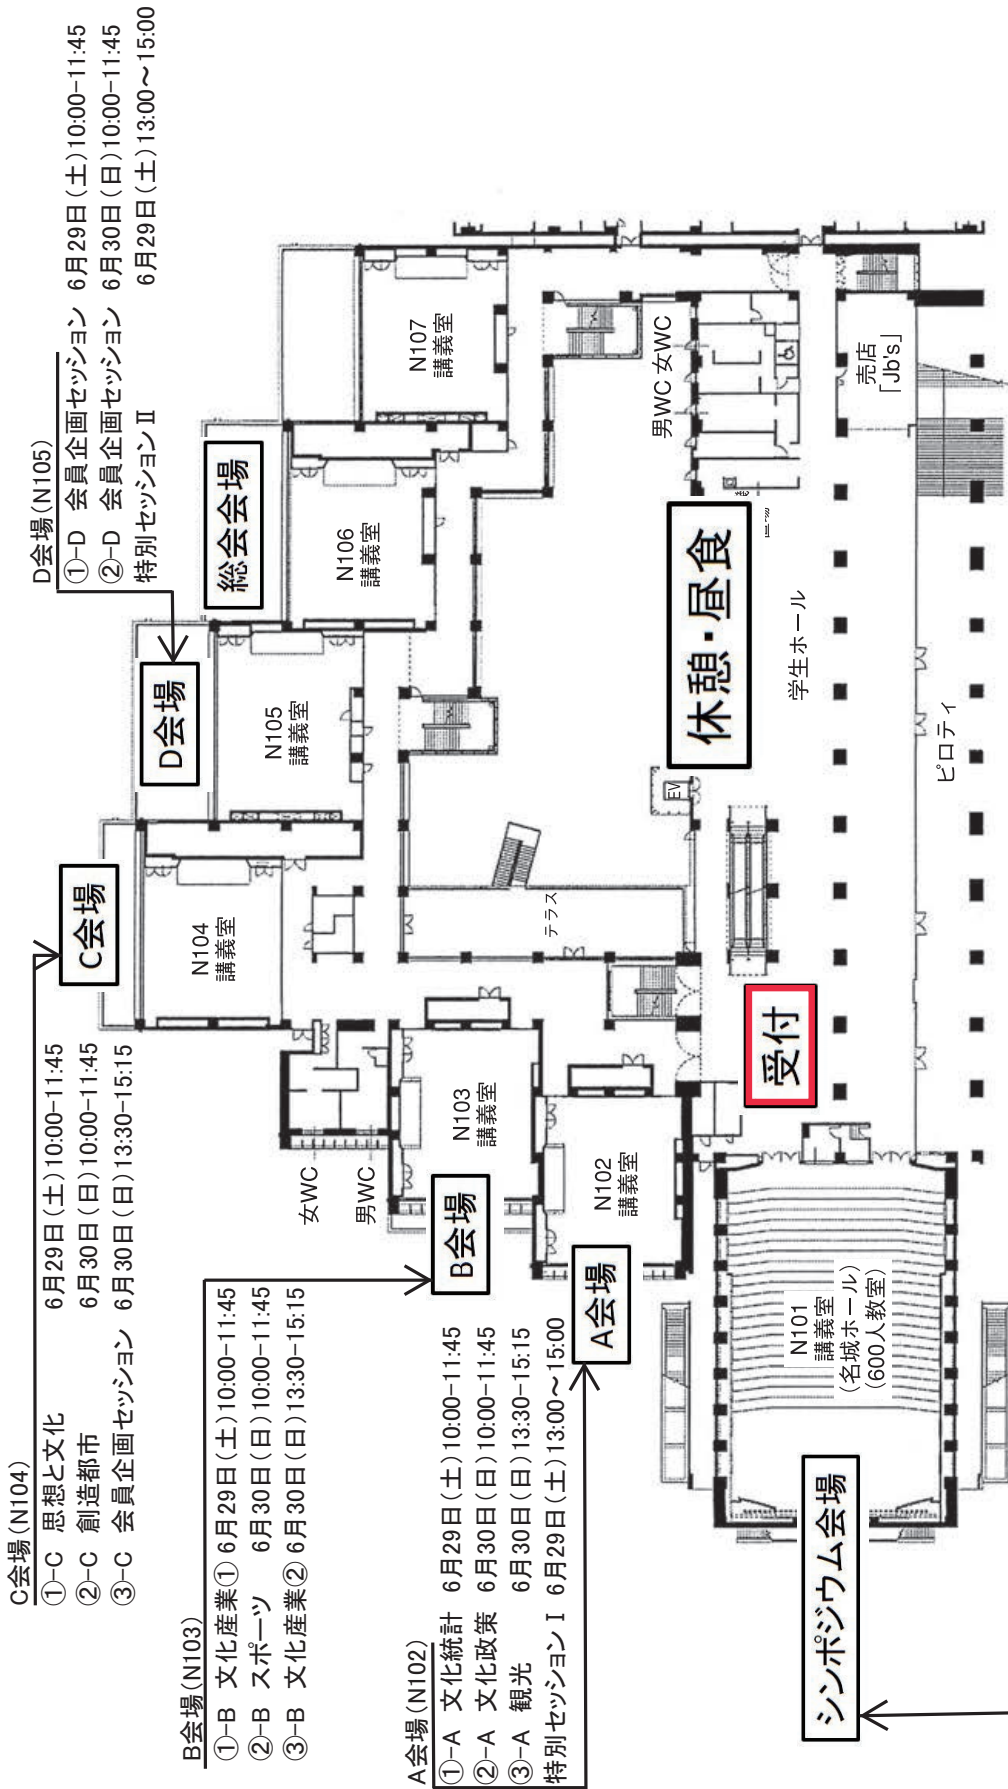 C会場(N104)
①-C 思想と文化 6月29日(土)10:00-11:45
②-C 創造都市 6月30日(日)10:00-11:45
③-C 会員企画セッション 6月30日(日)13:30-15:15
D会場(N105)
①-D 会員企画セッション 6月29日(土)10:00-11:45
②-D 会員企画セッション 6月30日(日)10:00-11:45
特別セッションⅡ 6月29日(土)13:00～15:00
B会場(N103)
①-B 文化産業① 6月29日(土)10:00-11:45
②-B スポーツ 6月30日(日)10:00-11:45
③-B 文化産業② 6月30日(日)13:30-15:15
A会場(N102)
①-A 文化統計 6月29日(土)10:00-11:45
②-A 文化政策 6月30日(日)10:00-11:45
③-A 観光 6月30日(日)13:30-15:15
特別セッションⅠ 6月29日(土)13:00～15:00
C会場
D会場
総会会場
N104
講義室
N105
講義室
N106
講義室
N107
講義室
女WC
男WC
B会場
N103
講義室
A会場
N102
講義室
テラス
EV
休憩・昼食
男WC 女WC
受付
学生ホール
売店
「Jb's」
ピロティ
シンポジウム会場
N101
講義室
(名城ホール)
(600人教室)